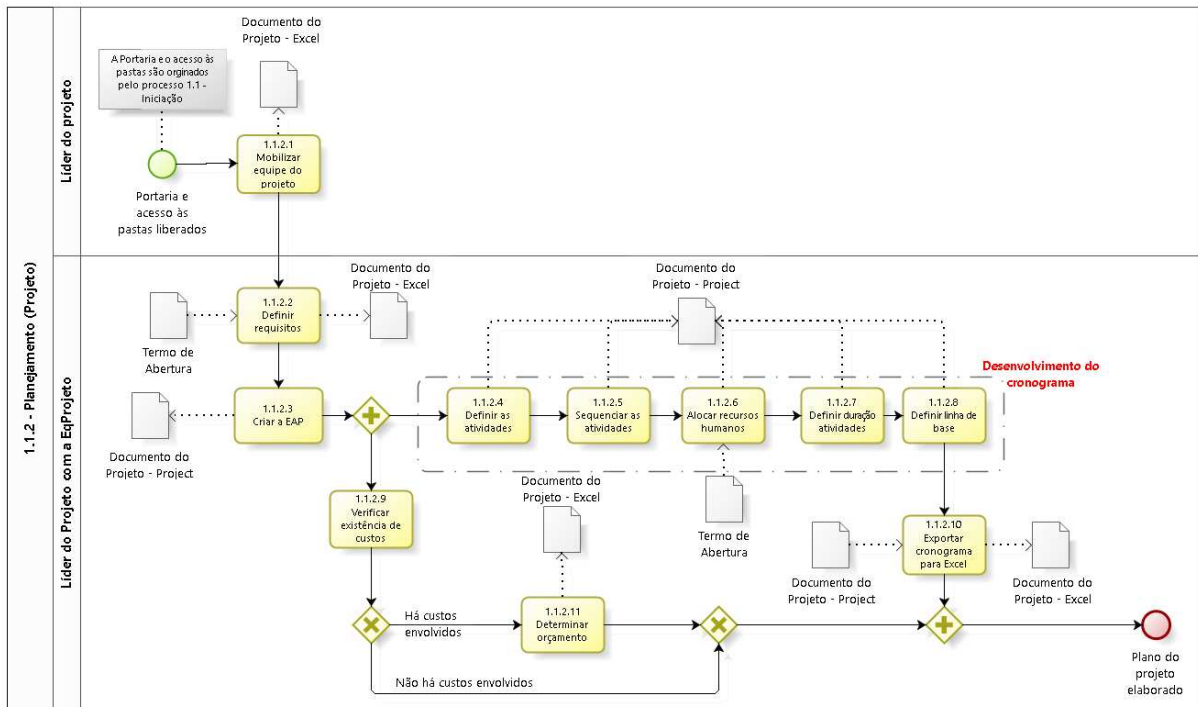 1.1.2 - Planejamento (Projeto)
Líder do projeto
A Portaria e o acesso às
pastas são orginados
pelo processo 1.1 -
Iniciação
Portaria e
acesso às
pastas liberados
Documento do
Projeto - Excel
1.1.2.1
Mobilizar
equipe do
projeto
Líder do Projeto com a EqProjeto
Termo de
Abertura
1.1.2.2
Definir
requisitos
Documento do
Projeto - Excel
Documento do
Projeto - Project
1.1.2.3
Criar a EAP
Documento do
Projeto - Project
Desenvolvimento do
cronograma
1.1.2.4
Definir as
atividades
1.1.2.5
Sequenciar as
atividades
1.1.2.6
Alocar recursos
humanos
1.1.2.7
Definir duração
atividades
1.1.2.8
Definir linha de
base
Termo de
Abertura
1.1.2.9
Verificar
existência de
custos
Documento do
Projeto - Excel
1.1.2.10
Exportar
cronograma
para Excel
Documento do
Projeto - Project
Documento do
Projeto - Excel
Há custos
envolvidos
1.1.2.11
Determinar
orçamento
Não há custos envolvidos
Plano do
projeto
elaborado